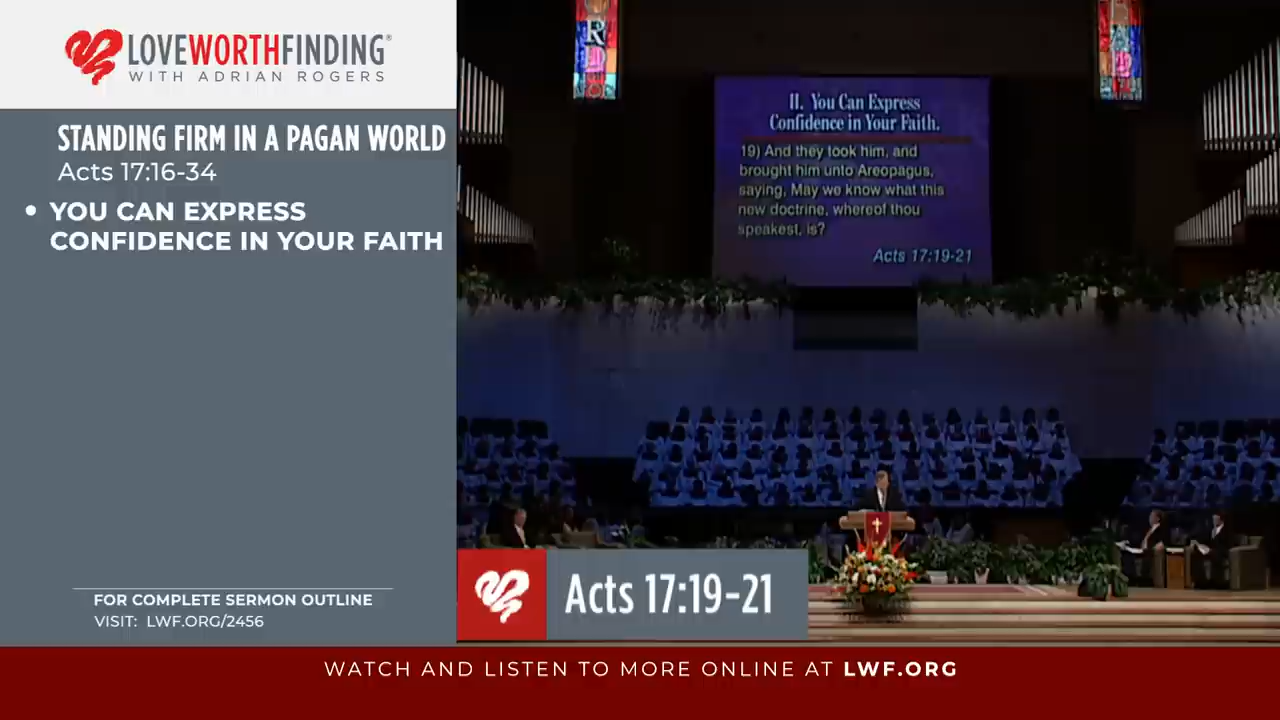 LOVEWORTHFINDING®
WITH ADRIAN ROGERS
STANDING FIRM IN A PAGAN WORLD
Acts 17:16-34
• YOU CAN EXPRESS
CONFIDENCE IN YOUR FAITH
FOR COMPLETE SERMON OUTLINE
VISIT: LWF.ORG/2456
II. You Can Express
Confidence in Your Faith.
19) And they took him, and
brought him unto Areopagus,
saying, May we know what this
new doctrine, whereof thou
speakest, is?
Acts 17:19-21
Acts 17:19-21
WATCH AND LISTEN TO MORE ONLINE AT LWF.ORG